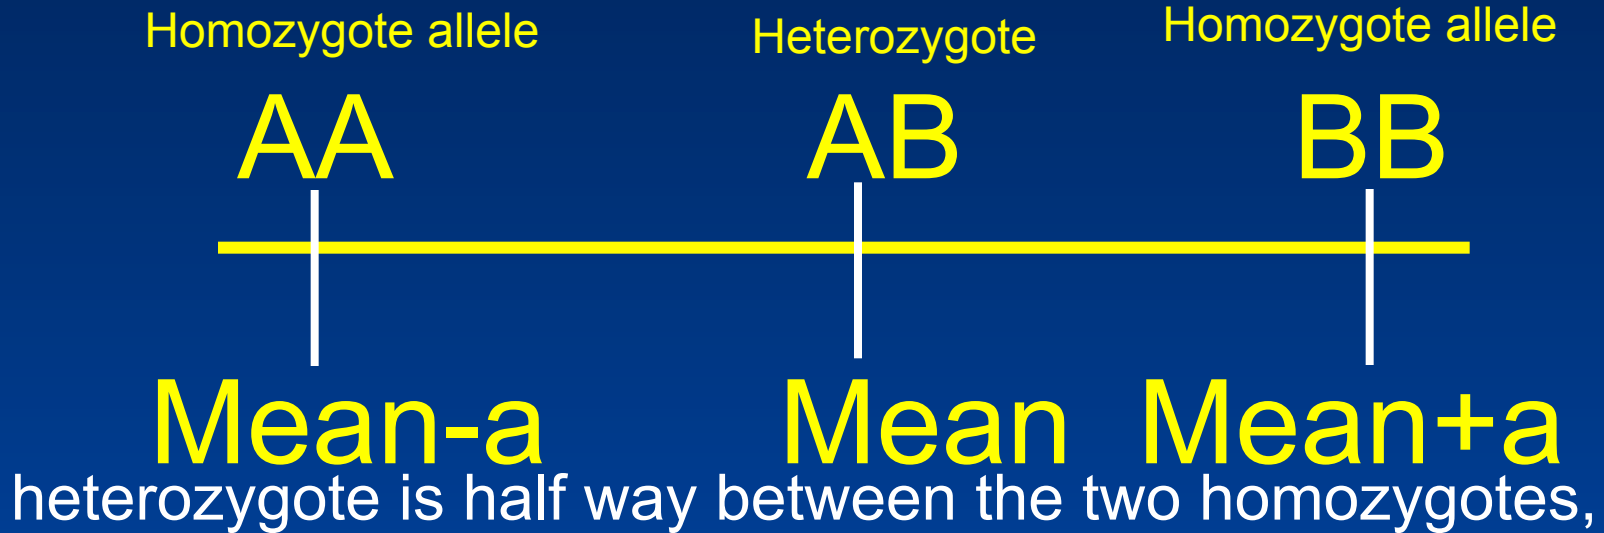 Homozygote allele Heterozygote Homozygote allele
AA AB BB
Mean-a Mean Mean+a
heterozygote is half way between the two homozygotes,